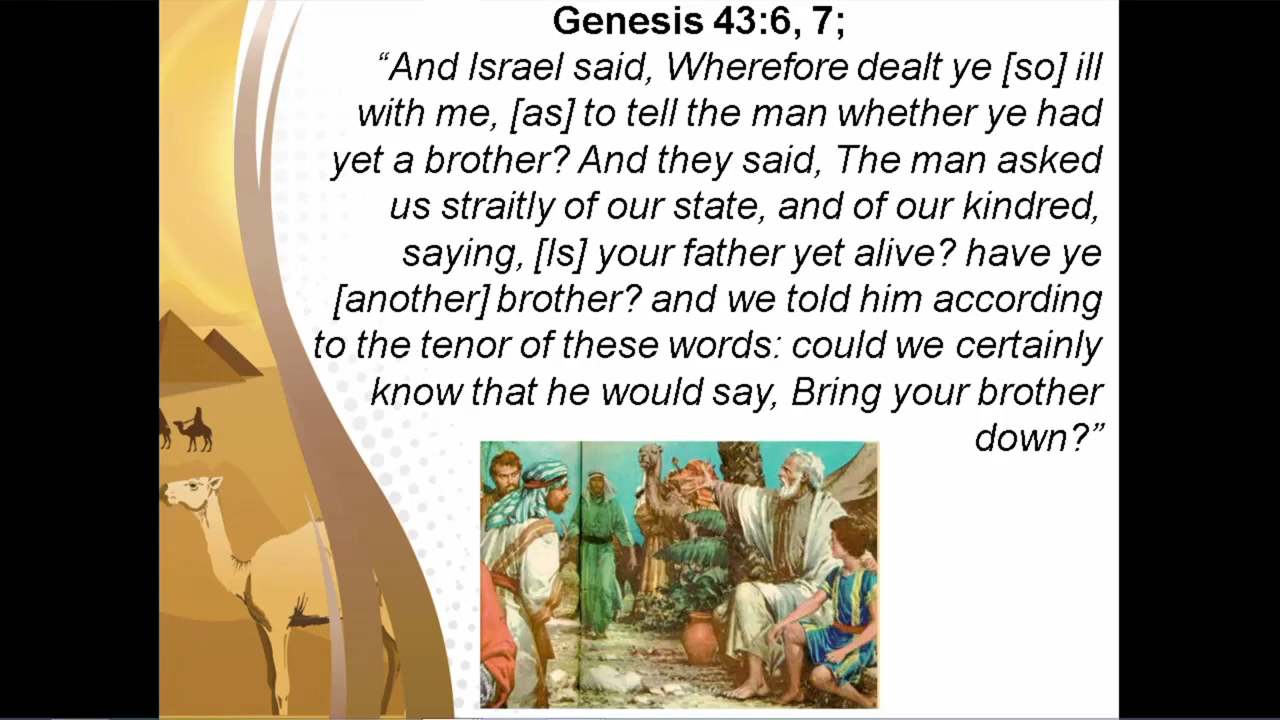 Genesis 43:6, 7;
“And Israel said, Wherefore dealt ye [so] ill
with me, [as] to tell the man whether ye had
yet a brother? And they said, The man asked
us straitly of our state, and of our kindred,
saying, [Is] your father yet alive? have ye
[another] brother? and we told him according
to the tenor of these words: could we certainly
know that he would say, Bring your brother
down?”